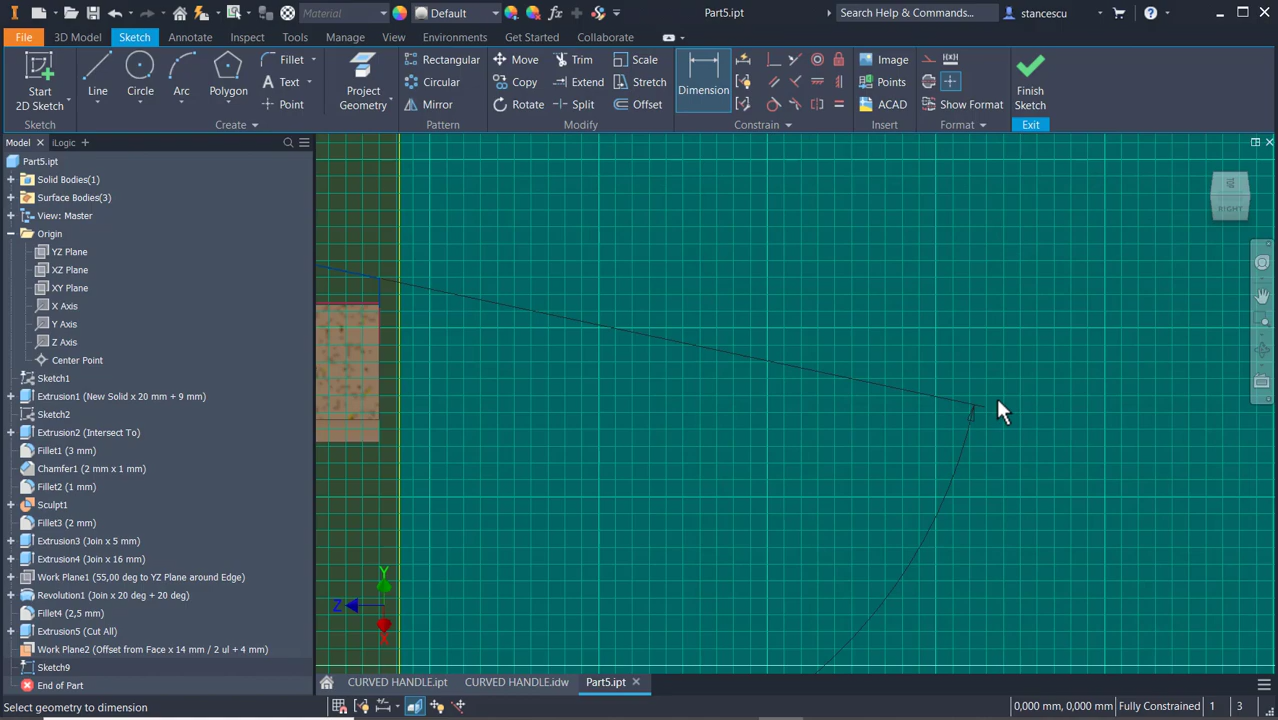 Material
Default
fx
Part5.ipt
Search Help & Commands...
stancescu
File
3D Model
Sketch
Annotate
Inspect
Tools
Manage
View
Environments
Get Started
Collaborate
Start
2D Sketch
Line
Circle
Arc
Polygon
Fillet
Text
Point
Project
Geometry
Rectangular
Circular
Mirror
Move
Copy
Rotate
Trim
Extend
Split
Scale
Stretch
Offset
Dimension
Image
Points
ACAD
Show Format
Finish
Sketch
Sketch
Create
Pattern
Modify
Constrain
Insert
Format
Exit
Model
iLogic
Part5.ipt
Solid Bodies(1)
Surface Bodies(3)
View: Master
Origin
YZ Plane
XZ Plane
XY Plane
X Axis
Y Axis
Z Axis
Center Point
Sketch1
Extrusion1 (New Solid x 20 mm + 9 mm)
Sketch2
Extrusion2 (Intersect To)
Fillet1 (3 mm)
Chamfer1 (2 mm x 1 mm)
Fillet2 (1 mm)
Sculpt1
Fillet3 (2 mm)
Extrusion3 (Join x 5 mm)
Extrusion4 (Join x 16 mm)
Work Plane1 (55,00 deg to YZ Plane around Edge)
Revolution1 (Join x 20 deg + 20 deg)
Fillet4 (2,5 mm)
Extrusion5 (Cut All)
Work Plane2 (Offset from Face x 14 mm / 2 ul + 4 mm)
Sketch9
End of Part
RIGHT
Y
Z
X
CURVED HANDLE.ipt
CURVED HANDLE.idw
Part5.ipt
Select geometry to dimension
0,000 mm, 0,000 mm
Fully Constrained
1
3